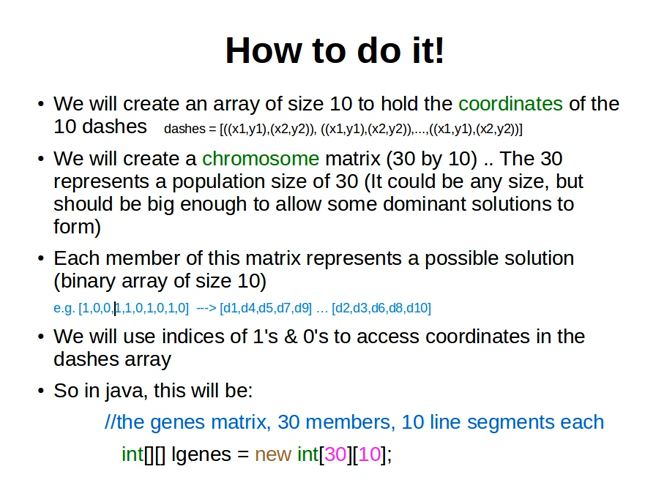 How to do it!
• We will create an array of size 10 to hold the coordinates of the
10 dashes dashes = [((x1,y1),(x2,y2)), ((x1,y1),(x2,y2)),...,((x1,y1),(x2,y2))]
• We will create a chromosome matrix (30 by 10) .. The 30
represents a population size of 30 (It could be any size, but
should be big enough to allow some dominant solutions to
form)
• Each member of this matrix represents a possible solution
(binary array of size 10)
e.g. [1,0,0,1,1,0,1,0,1,0] ---> [d1,d4,d5,d7,d9] … [d2,d3,d6,d8,d10]
• We will use indices of 1's & 0's to access coordinates in the
dashes array
• So in java, this will be:
//the genes matrix, 30 members, 10 line segments each
int[][] lgenes = new int[30][10];